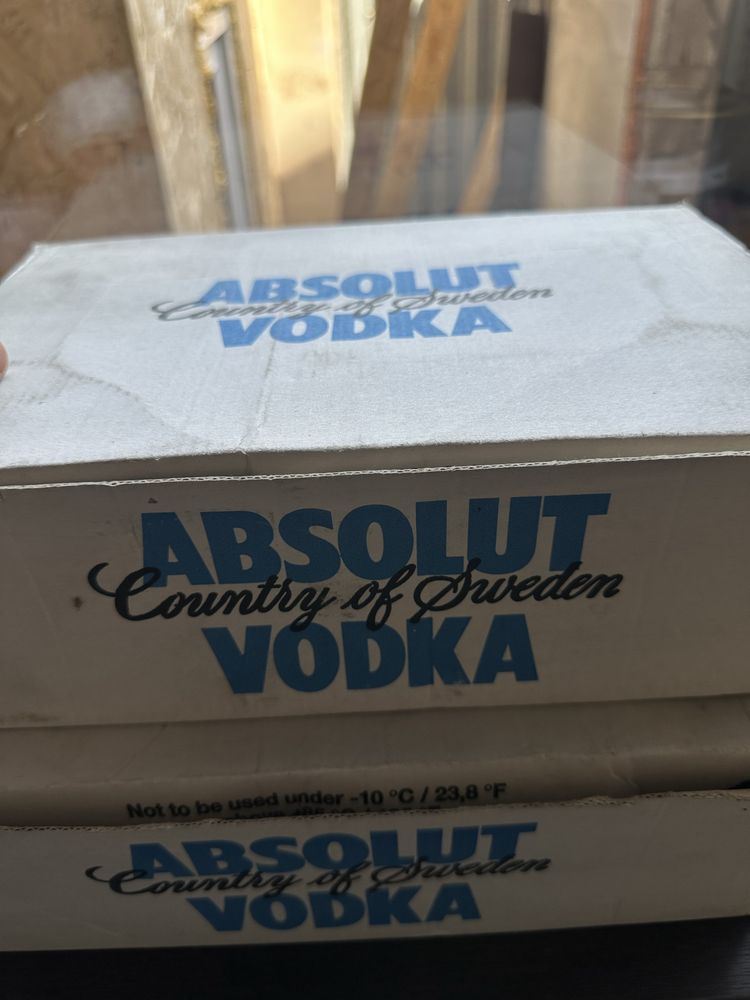 ABSOLUT
Country of Sweden
VODKA
ABSOLUT
Country of Sweden
VODKA
Not to be used under -10 °C / 23,8 °F
ABSOLUT
Country of Sweden
VODKA